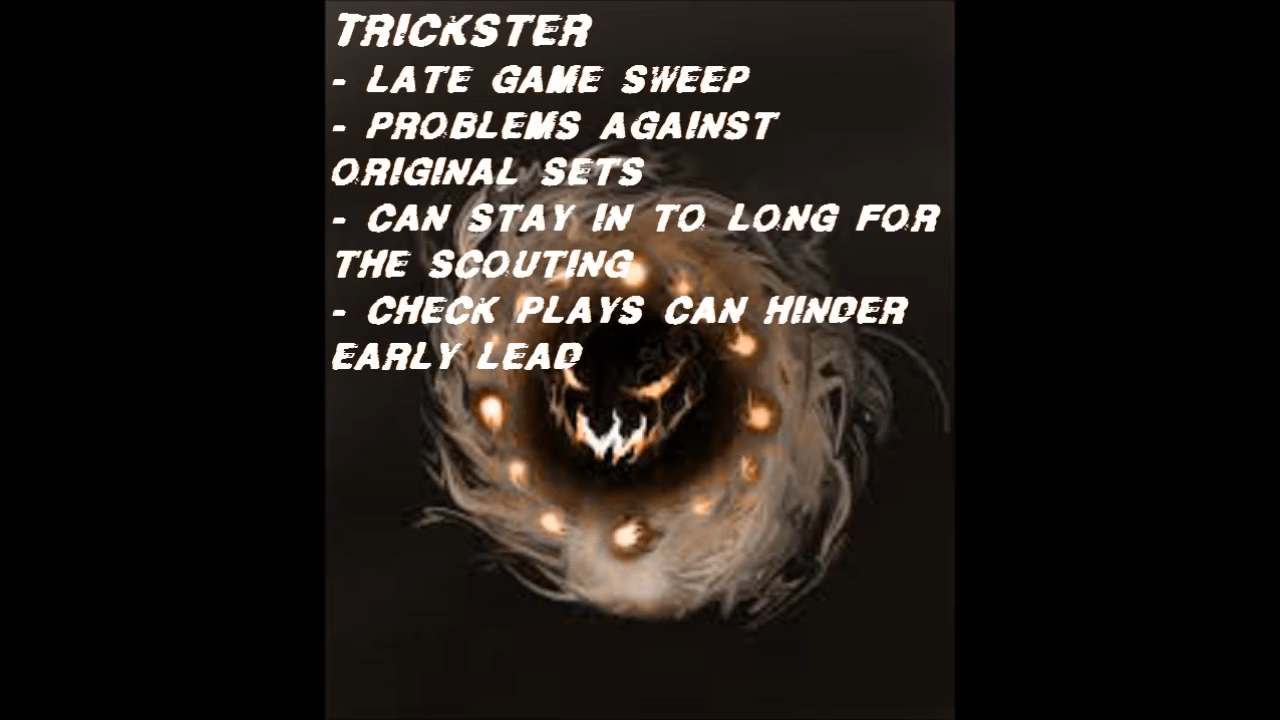 TRICKSTER
- LATE GAME SWEEP
- PROBLEMS AGAINST
ORIGINAL SETS
- CAN STAY IN TO LONG FOR
THE SCOUTING
- CHECK PLAYS CAN HINDER
EARLY LEAD